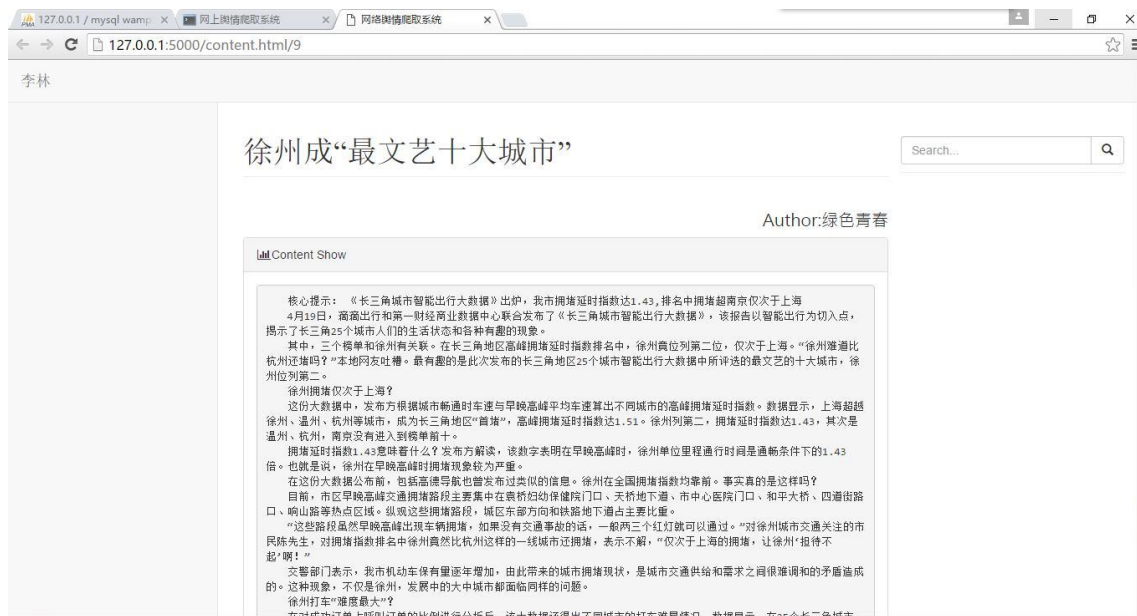 127.0.0.1 / mysql wamp
网上舆情爬取系统
网络舆情爬取系统
127.0.0.1:5000/content.html/9
李林
徐州成“最文艺十大城市”
Search...
Author:绿色青春
Content Show
核心提示： 《长三角城市智能出行大数据》出炉，我市拥堵延时指数达1.43,排名中拥堵超南京仅次于上海
4月19日，滴滴出行和第一财经商业数据中心联合发布了《长三角城市智能出行大数据》，该报告以智能出行为切入点，
揭示了长三角25个城市人们的生活状态和各种有趣的现象。
其中，三个榜单和徐州有关联。在长三角地区高峰拥堵延时指数排名中，徐州竟位列第二位，仅次于上海。“徐州难道比
杭州还堵吗？”本地网友吐槽。最有趣的是此次发布的长三角地区25个城市智能出行大数据中所评选的最文艺的十大城市，徐
州位列第二。
徐州拥堵仅次于上海？
这份大数据中，发布方根据城市畅通时车速与早晚高峰平均车速算出不同城市的高峰拥堵延时指数。数据显示，上海超越
徐州、温州、杭州等城市，成为长三角地区“首堵”，高峰拥堵延时指数达1.51。徐州列第二，拥堵延时指数达1.43，其次是
温州、杭州，南京没有进入到榜单前十。
拥堵延时指数1.43意味着什么？发布方解读，该数字表明在早晚高峰时，徐州单位里程通行时间是通畅条件下的1.43
倍。也就是说，徐州在早晚高峰时拥堵现象较为严重。
在这份大数据公布前，包括高德导航也曾发布过类似的信息。徐州在全国拥堵指数均靠前。事实真的是这样吗？
目前，市区早晚高峰交通拥堵路段主要集中在袁桥妇幼保健院门口、天桥地下道、市中心医院门口、和平大桥、四道街路
口、响山路等热点区域。纵观这些拥堵路段，城区东部方向和铁路地下道占主要比重。
“这些路段虽然早晚高峰出现车辆拥堵，如果没有交通事故的话，一般两三个红灯就可以通过。”对徐州城市交通关注的市
民陈先生，对拥堵指数排名中徐州竟然比杭州这样的一线城市还拥堵，表示不解，“仅次于上海的拥堵，让徐州‘担待不
起’啊！”
交警部门表示，我市机动车保有量逐年增加，由此带来的城市拥堵现状，是城市交通供给和需求之间很难调和的矛盾造成
的。这种现象，不仅是徐州，发展中的大中城市都面临同样的问题。
徐州打车“难度最大”？